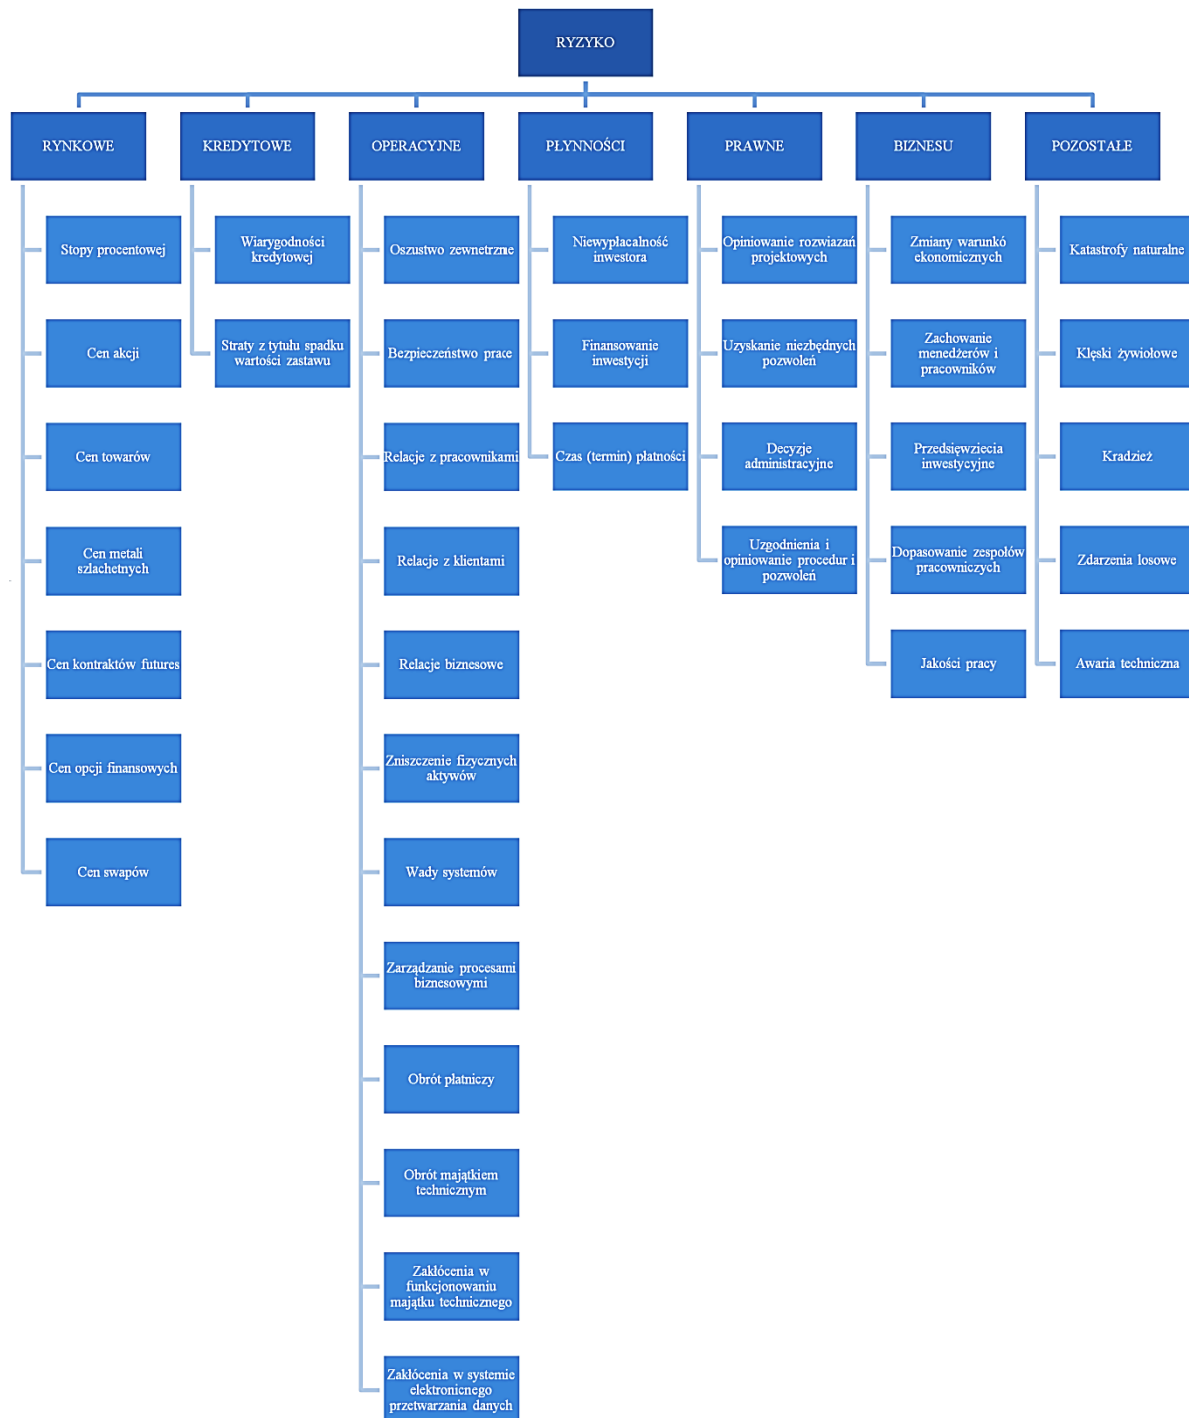 RYZYKO
RYNKOWE
KREDYTOWE
OPERACYJNE
PŁYNNOŚCI
PRAWNE
BIZNESU
POZOSTAŁE
Stopy procentowej
Cen akcji
Cen towarów
Cen metali
szlachetnych
Cen kontraktów futures
Cen opcji finansowych
Cen swapów
Wiarygodności
kredytowej
Straty z tytułu spadku
wartości zastawu
Oszustwo zewnetrzne
Bezpieczeństwo prace
Relacje z pracownikami
Relacje z klientami
Relacje biznesowe
Zniszczenie fizycznych
aktywów
Wady systemów
Zarządzanie procesami
biznesowymi
Obrót płatniczy
Obrót majątkiem
technicznym
Zakłócenia w
funkcjonowaniu
majątku technicznego
Zakłócenia w systemie
elektronicnego
przetwarzania danych
Niewypłacalność
inwestora
Finansowanie
inwestycji
Czas (termin) płatności
Opiniowanie rozwiazań
projektowych
Uzyskanie niezbędnych
pozwoleń
Decyzje
administracyjne
Uzgodnienia i
opiniowanie procedur i
pozwoleń
Zmiany warunkó
ekonomicznych
Zachowanie
menedżerów i
pracowników
Przedsięwziecia
inwestycyjne
Dopasowanie zespołów
pracowniczych
Jakości pracy
Katastrofy naturalne
Klęski żywiołowe
Kradzież
Zdarzenia losowe
Awaria techniczna